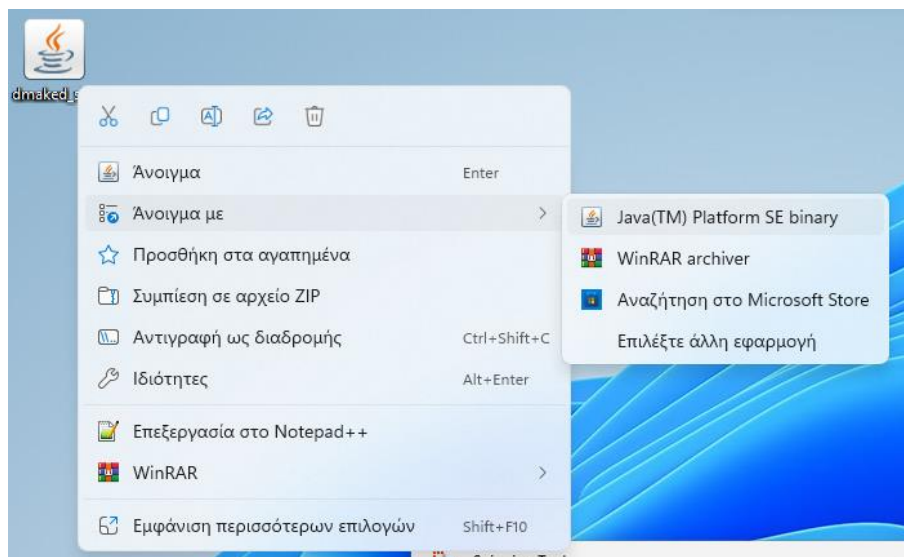 dmaked_s
Άνοιγμα Enter
Άνοιγμα με
Προσθήκη στα αγαπημένα
Συμπίεση σε αρχείο ZIP
Αντιγραφή ως διαδρομής Ctrl+Shift+C
Ιδιότητες Alt+Enter
Επεξεργασία στο Notepad++
WinRAR
Εμφάνιση περισσότερων επιλογών Shift+F10
Java(TM) Platform SE binary
WinRAR archiver
Αναζήτηση στο Microsoft Store
Επιλέξτε άλλη εφαρμογή